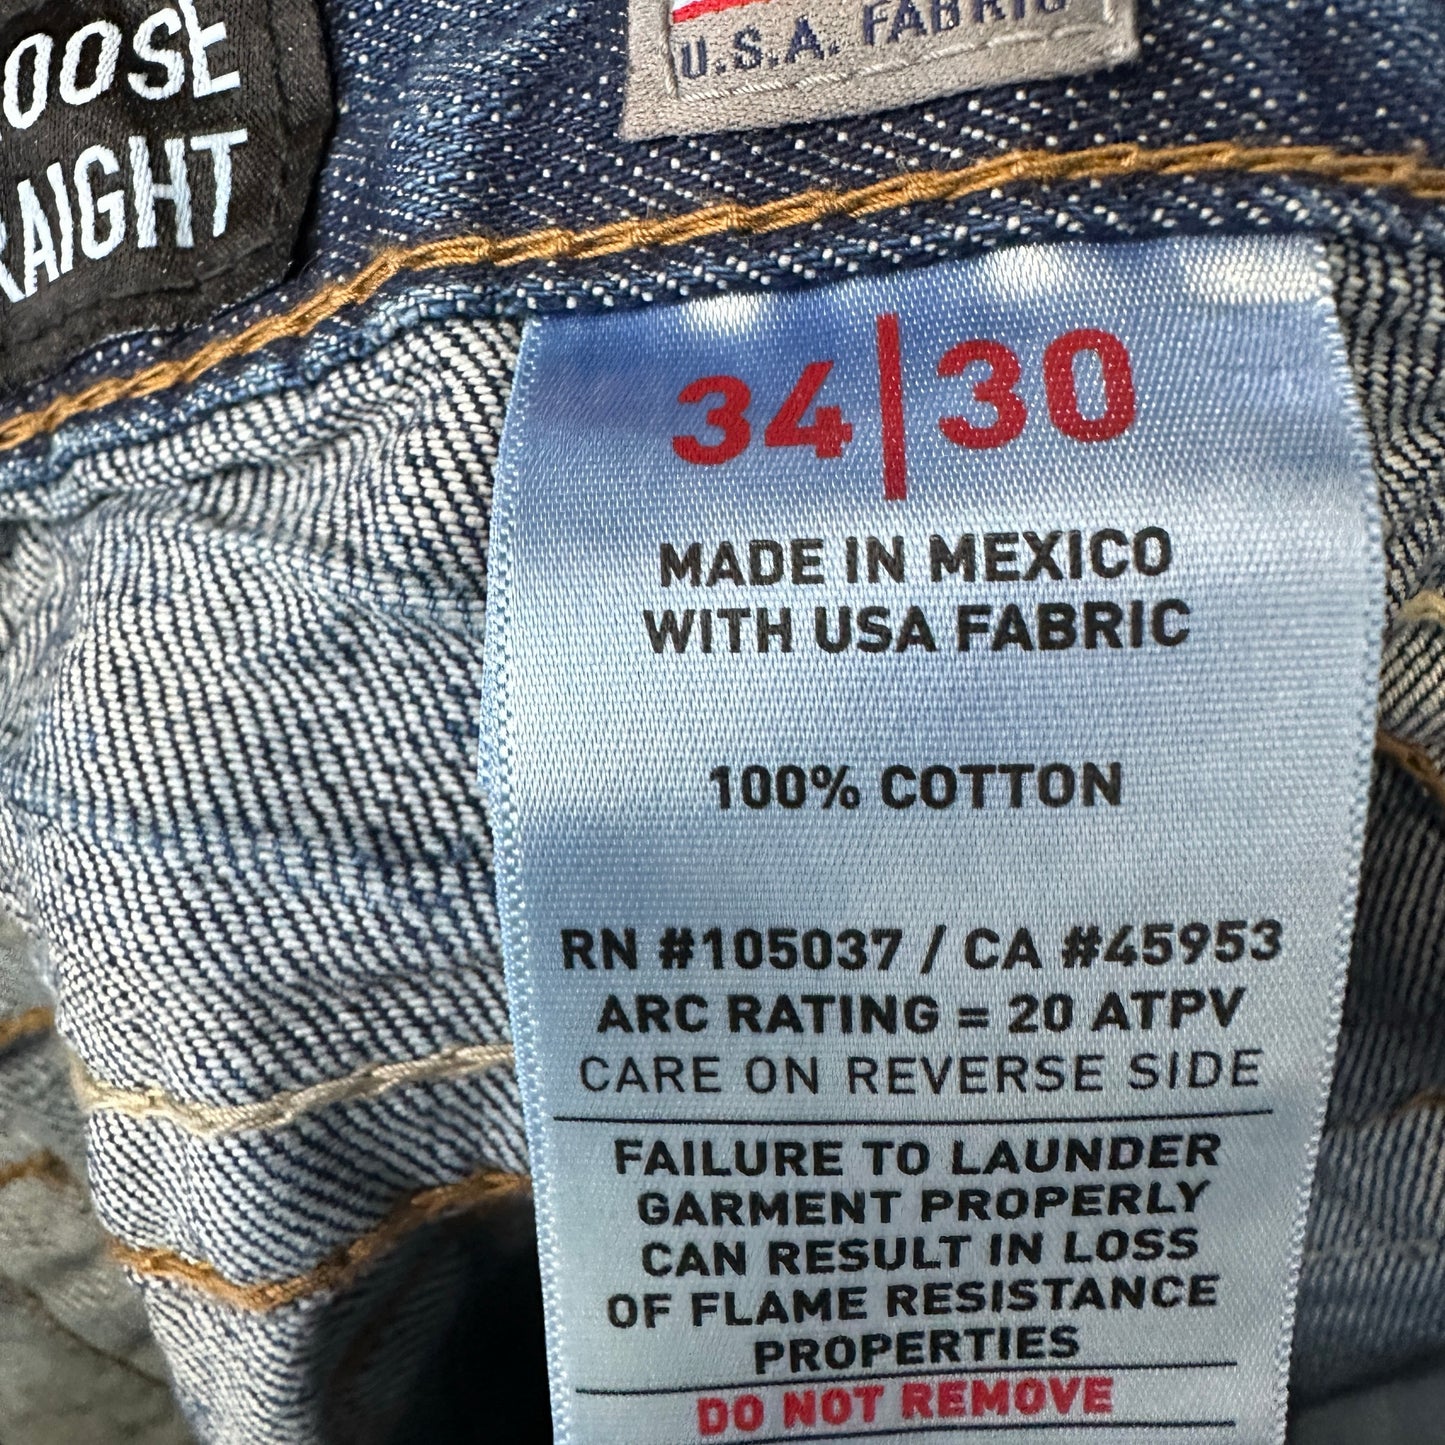 OOSE
RAIGHT
U.S.A. FABRIC
34|30
MADE IN MEXICO
WITH USA FABRIC
100% COTTON
RN #105037 / CA #45953
ARC RATING = 20 ATPV
CARE ON REVERSE SIDE
FAILURE TO LAUNDER
GARMENT PROPERLY
CAN RESULT IN LOSS
OF FLAME RESISTANCE
PROPERTIES
DO NOT REMOVE